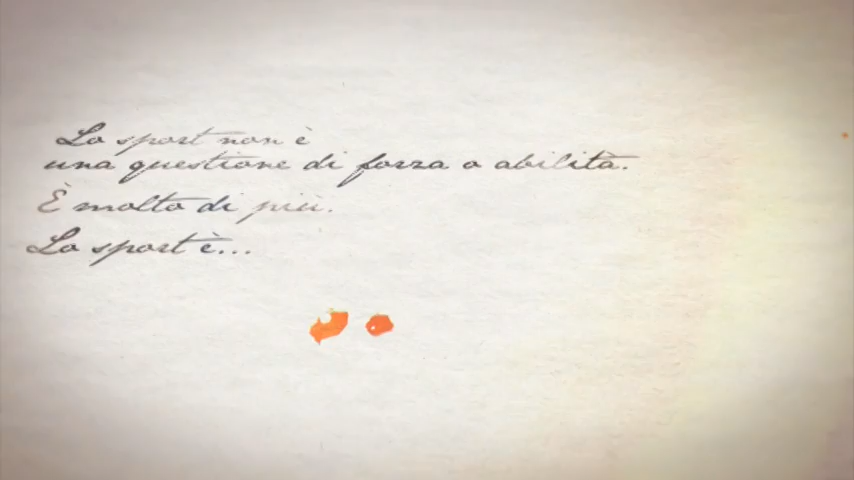 Lo sport non è
una questione di forza o abilità.
È molto di più.
Lo sport è...